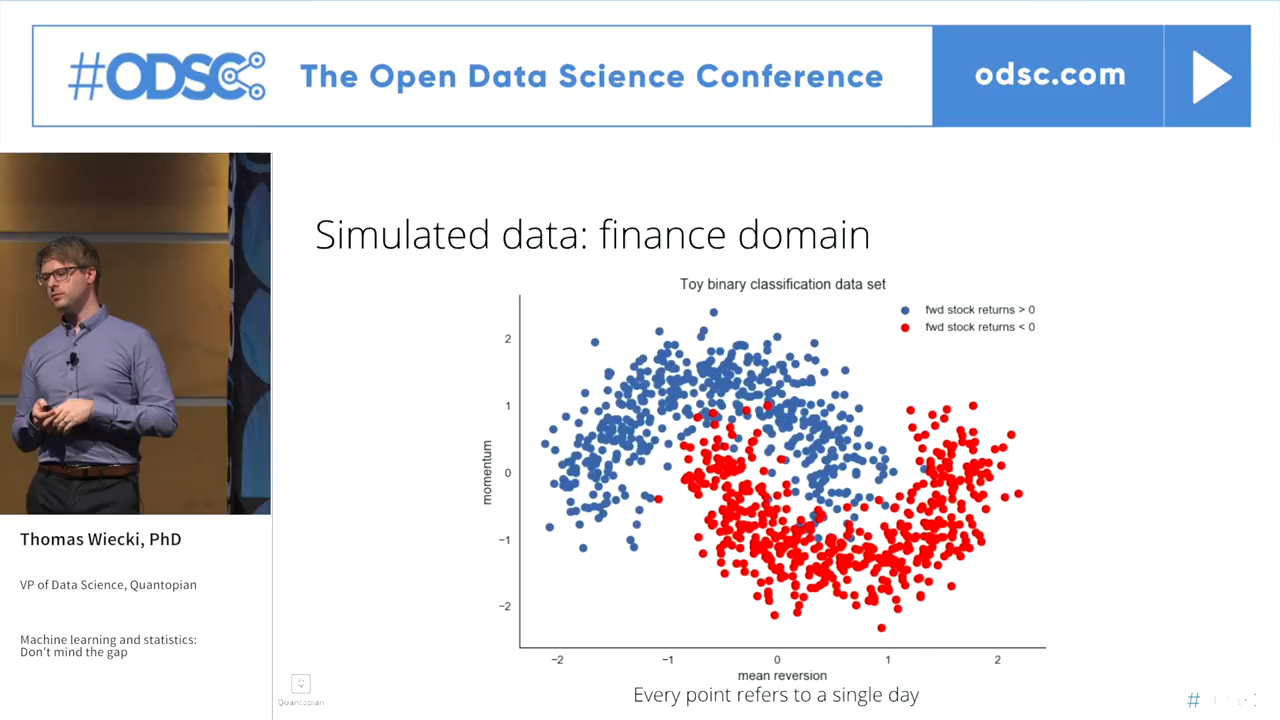 #ODSC
The Open Data Science Conference
odsc.com
Simulated data: finance domain
Toy binary classification data set
fwd stock returns > 0
fwd stock returns < 0
2
1
0
−1
−2
momentum
−2
−1
0
1
2
mean reversion
Every point refers to a single day
Thomas Wiecki, PhD
VP of Data Science, Quantopian
Machine learning and statistics:
Don't mind the gap
Quantopian
#